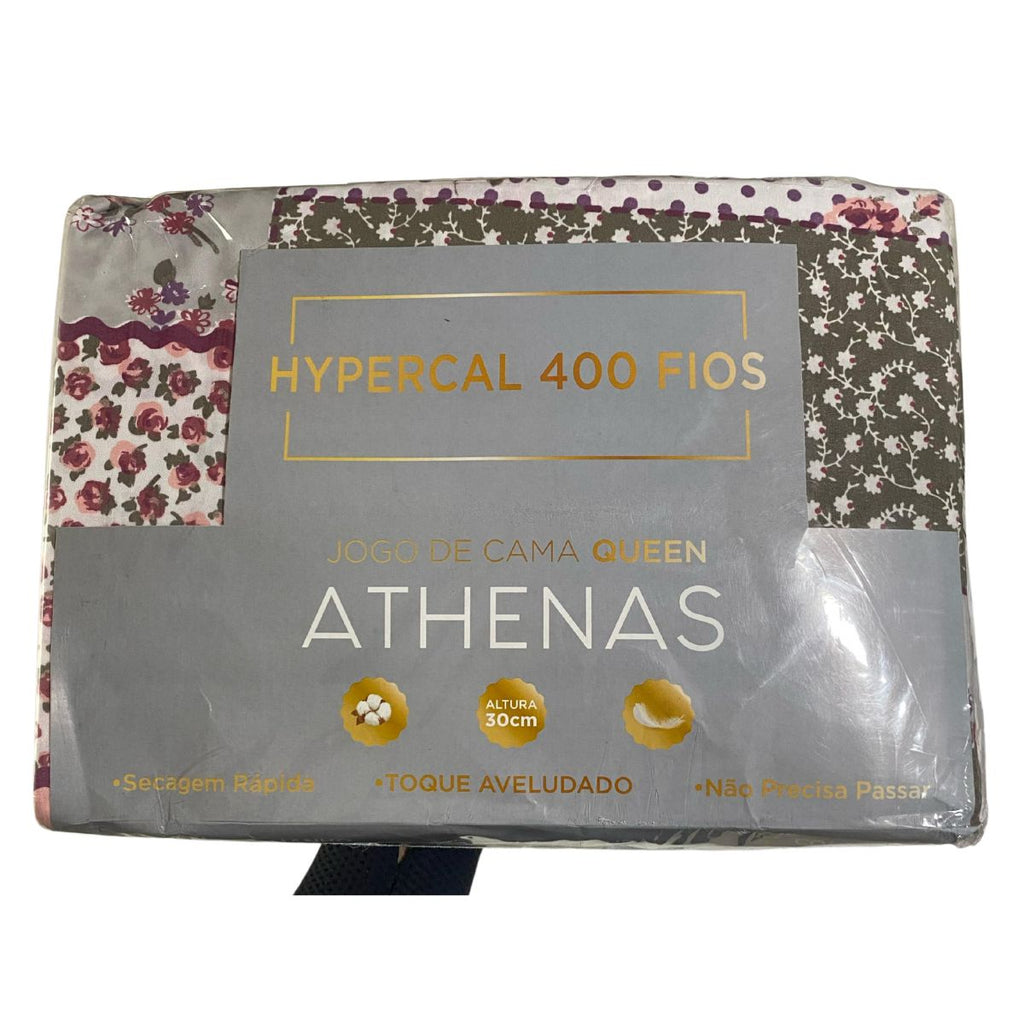 HYPERCAL 400 FIOS
JOGO DE CAMA QUEEN
ATHENAS
ALTURA
30cm
•Secagem Rápida •TOQUE AVELUDADO •Não Precisa Passar